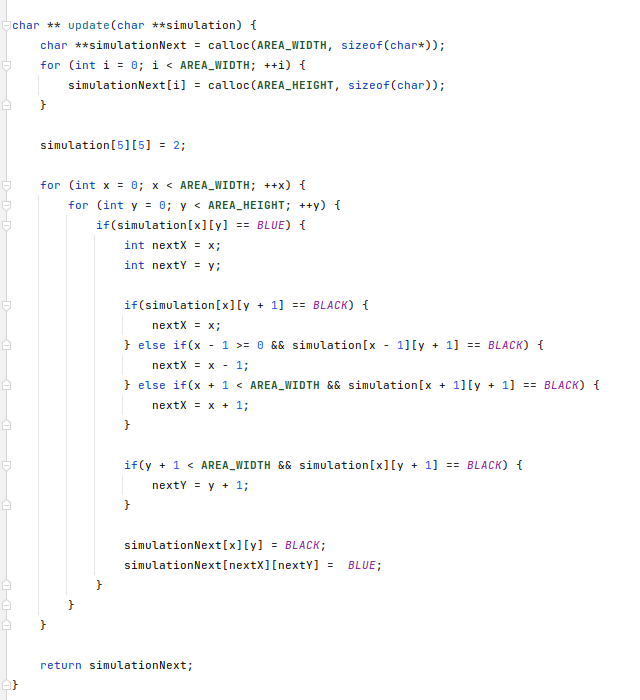 char ** update(char **simulation) {
    char **simulationNext = calloc(AREA_WIDTH, sizeof(char*));
    for (int i = 0; i < AREA_WIDTH; ++i) {
        simulationNext[i] = calloc(AREA_HEIGHT, sizeof(char));
    }

    simulation[5][5] = 2;

    for (int x = 0; x < AREA_WIDTH; ++x) {
        for (int y = 0; y < AREA_HEIGHT; ++y) {
            if(simulation[x][y] == BLUE) {
                int nextX = x;
                int nextY = y;

                if(simulation[x][y + 1] == BLACK) {
                    nextX = x;
                } else if(x - 1 >= 0 && simulation[x - 1][y + 1] == BLACK) {
                    nextX = x - 1;
                } else if(x + 1 < AREA_WIDTH && simulation[x + 1][y + 1] == BLACK) {
                    nextX = x + 1;
                }

                if(y + 1 < AREA_WIDTH && simulation[x][y + 1] == BLACK) {
                    nextY = y + 1;
                }

                simulationNext[x][y] = BLACK;
                simulationNext[nextX][nextY] =  BLUE;
            }
        }
    }

    return simulationNext;
}